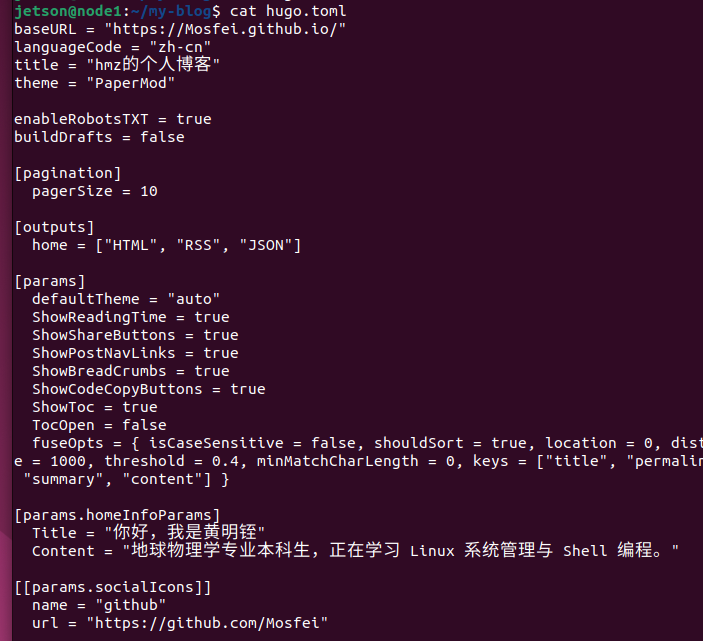 jetson@node1:~/my-blog$ cat hugo.toml
baseURL = "https://Mosfei.github.io/"
languageCode = "zh-cn"
title = "hmz的个人博客"
theme = "PaperMod"
enableRobotsTXT = true
buildDrafts = false
[pagination]
pagerSize = 10
[outputs]
home = ["HTML", "RSS", "JSON"]
[params]
defaultTheme = "auto"
ShowReadingTime = true
ShowShareButtons = true
ShowPostNavLinks = true
ShowBreadCrumbs = true
ShowCodeCopyButtons = true
ShowToc = true
TocOpen = false
fuseOpts = { isCaseSensitive = false, shouldSort = true, location = 0, dist
e = 1000, threshold = 0.4, minMatchCharLength = 0, keys = ["title", "permalin
"summary", "content"] }
[params.homeInfoParams]
Title = "你好，我是黄明铚"
Content = "地球物理学专业本科生，正在学习 Linux 系统管理与 Shell 编程。"
[[params.socialIcons]]
name = "github"
url = "https://github.com/Mosfei"